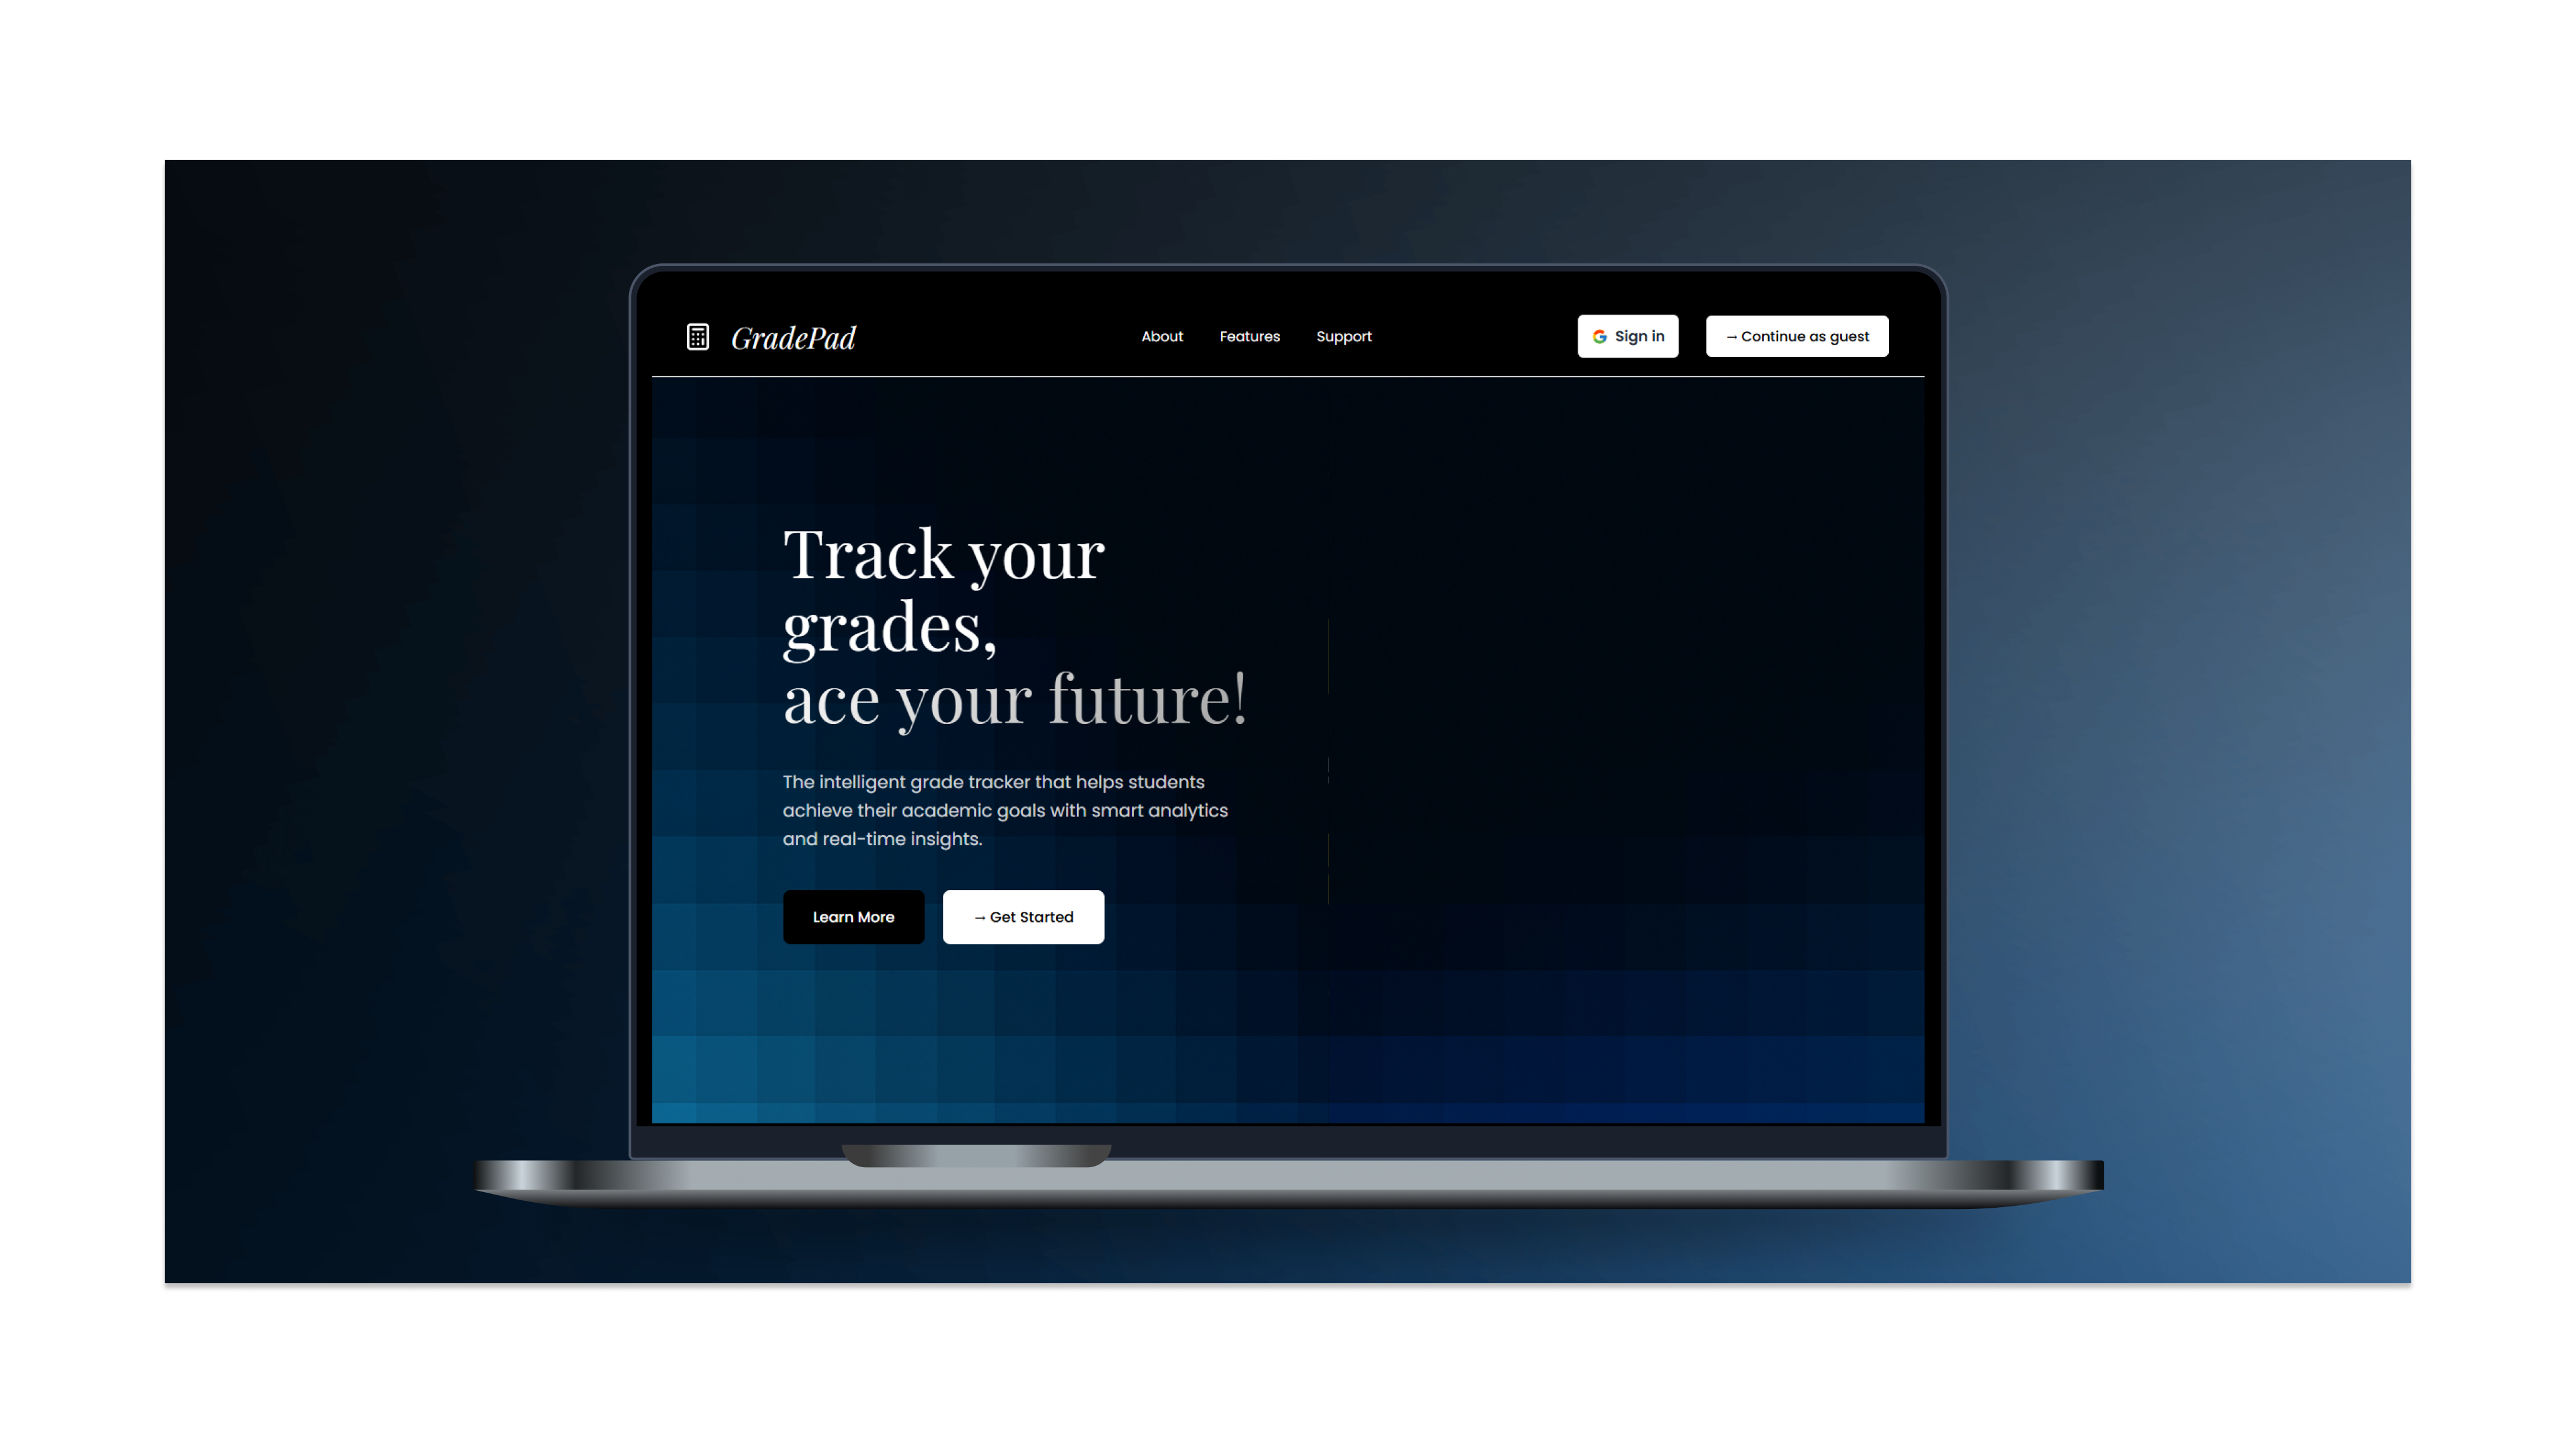 GradePad
About
Features
Support
Sign in
→ Continue as guest
Track your
grades,
ace your future!
The intelligent grade tracker that helps students
achieve their academic goals with smart analytics
and real-time insights.
Learn More
→ Get Started